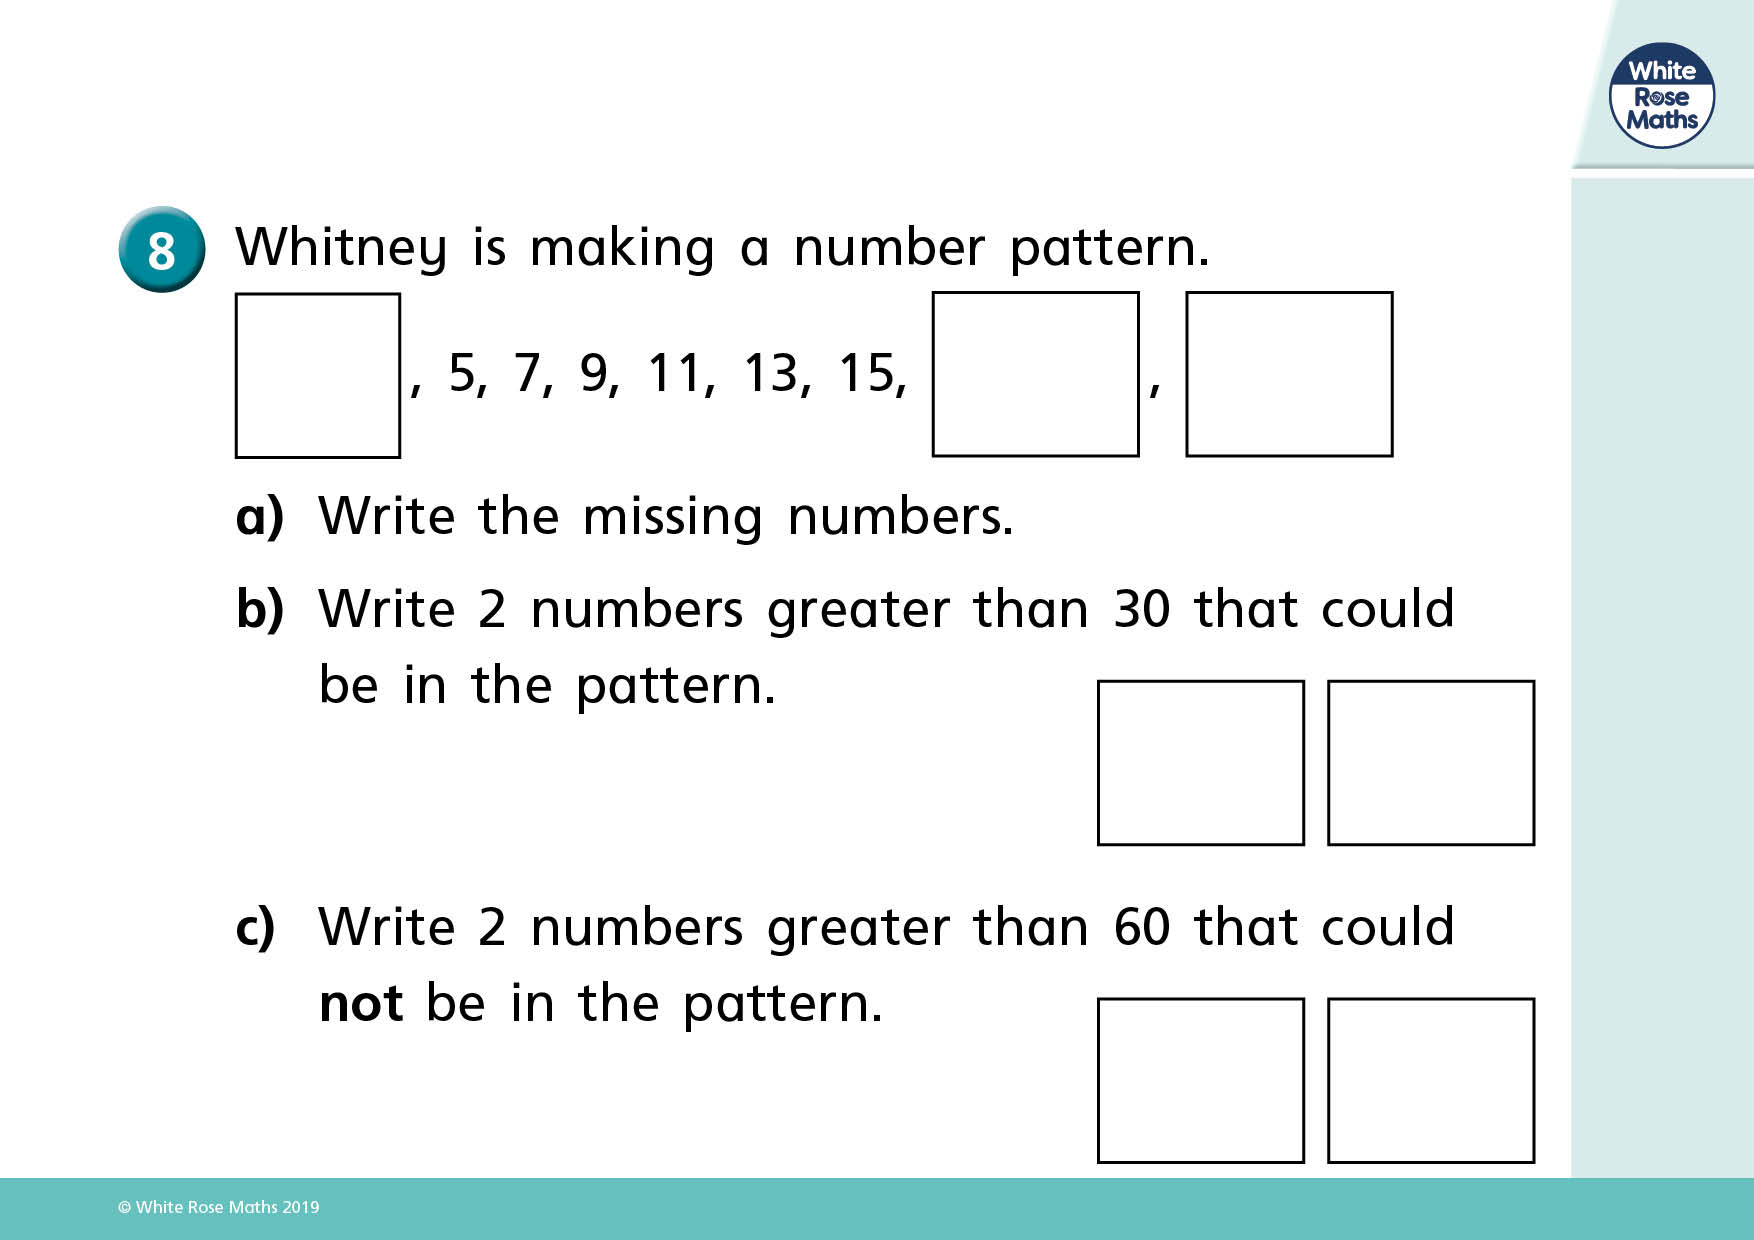 White
Rose
Maths
8 Whitney is making a number pattern.
, 5, 7, 9, 11, 13, 15, ,
a) Write the missing numbers.
b) Write 2 numbers greater than 30 that could
be in the pattern.
c) Write 2 numbers greater than 60 that could
not be in the pattern.
© White Rose Maths 2019